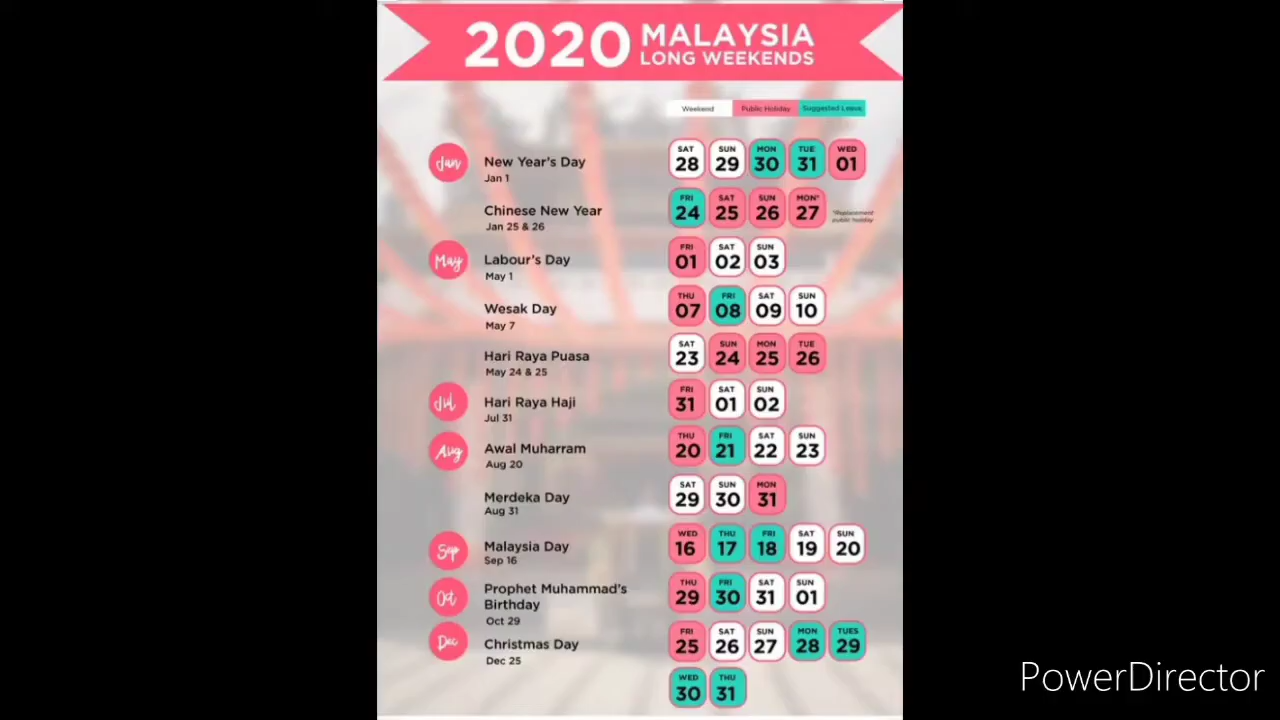 2020 MALAYSIA
LONG WEEKENDS
Weekend Public Holiday Suggested Leave
Jan New Year's Day SAT 28 SUN 29 MON 30 TUE 31 WED 01
Jan 1
Chinese New Year FRI 24 SAT 25 SUN 26 MON* 27 *Replacement public holiday
Jan 25 & 26
May Labour's Day FRI 01 SAT 02 SUN 03
May 1
Wesak Day THU 07 FRI 08 SAT 09 SUN 10
May 7
Hari Raya Puasa SAT 23 SUN 24 MON 25 TUE 26
May 24 & 25
Jul Hari Raya Haji FRI 31 SAT 01 SUN 02
Jul 31
Aug Awal Muharram THU 20 FRI 21 SAT 22 SUN 23
Aug 20
Merdeka Day SAT 29 SUN 30 MON 31
Aug 31
Sep Malaysia Day WED 16 THU 17 FRI 18 SAT 19 SUN 20
Sep 16
Oct Prophet Muhammad's
Birthday THU 29 FRI 30 SAT 31 SUN 01
Oct 29
Dec Christmas Day FRI 25 SAT 26 SUN 27 MON 28 TUES 29
Dec 25
WED 30 THU 31
PowerDirector